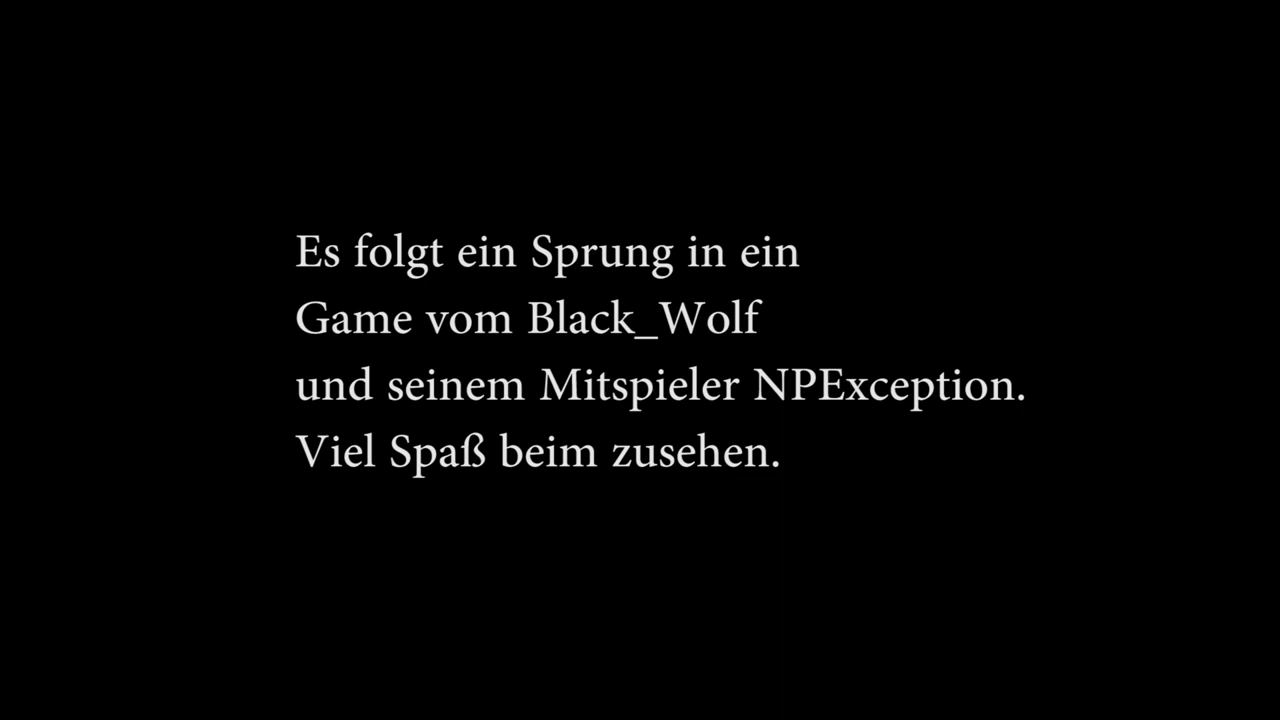 Es folgt ein Sprung in ein
Game vom Black_Wolf
und seinem Mitspieler NPException.
Viel Spaß beim zusehen.